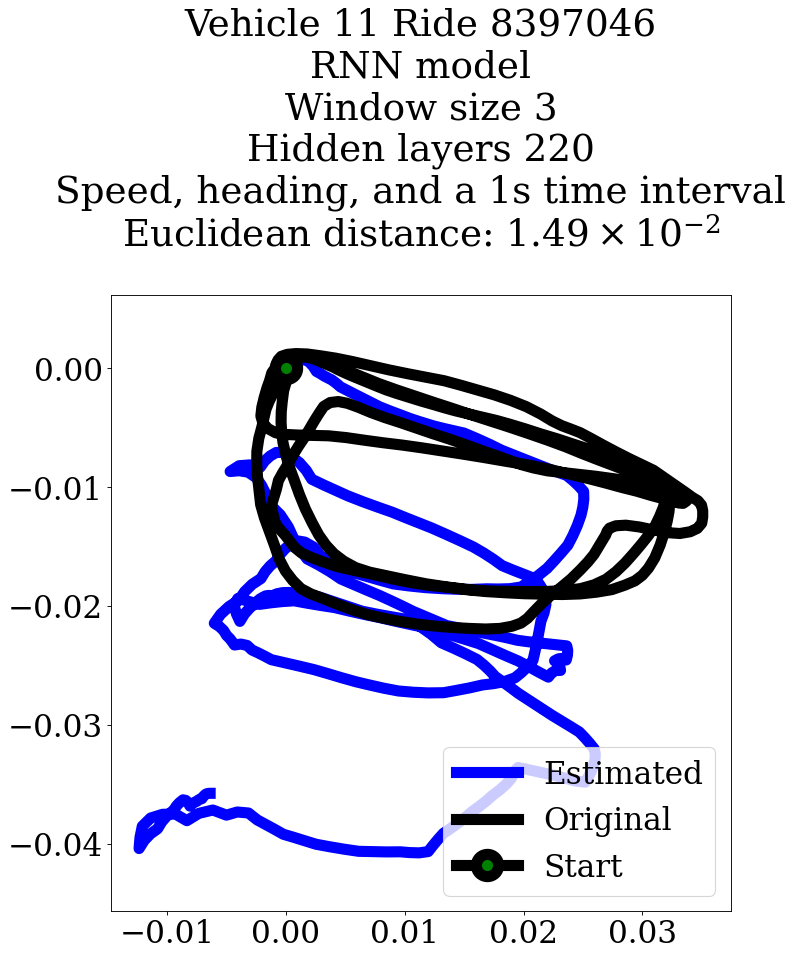 Vehicle 11 Ride 8397046
RNN model
Window size 3
Hidden layers 220
Speed, heading, and a 1s time interval
Euclidean distance: 1.49 × 10⁻²
0.00
−0.01
−0.02
−0.03
−0.04
Estimated
Original
Start
−0.01 0.00 0.01 0.02 0.03